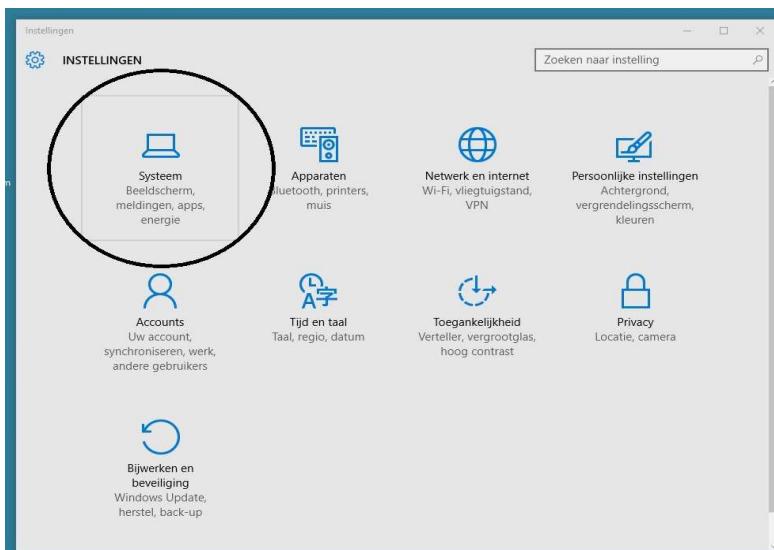 Instellingen
INSTELLINGEN
Zoeken naar instelling
Systeem
Beeldscherm,
meldingen, apps,
energie
Apparaten
luetooth, printers,
muis
Netwerk en internet
Wi-Fi, vliegtuigstand,
VPN
Persoonlijke instellingen
Achtergrond,
vergrendelingsscherm,
kleuren
Accounts
Uw account,
synchroniseren, werk,
andere gebruikers
Tijd en taal
Taal, regio, datum
Toegankelijkheid
Verteller, vergrootglas,
hoog contrast
Privacy
Locatie, camera
Bijwerken en
beveiliging
Windows Update,
herstel, back-up